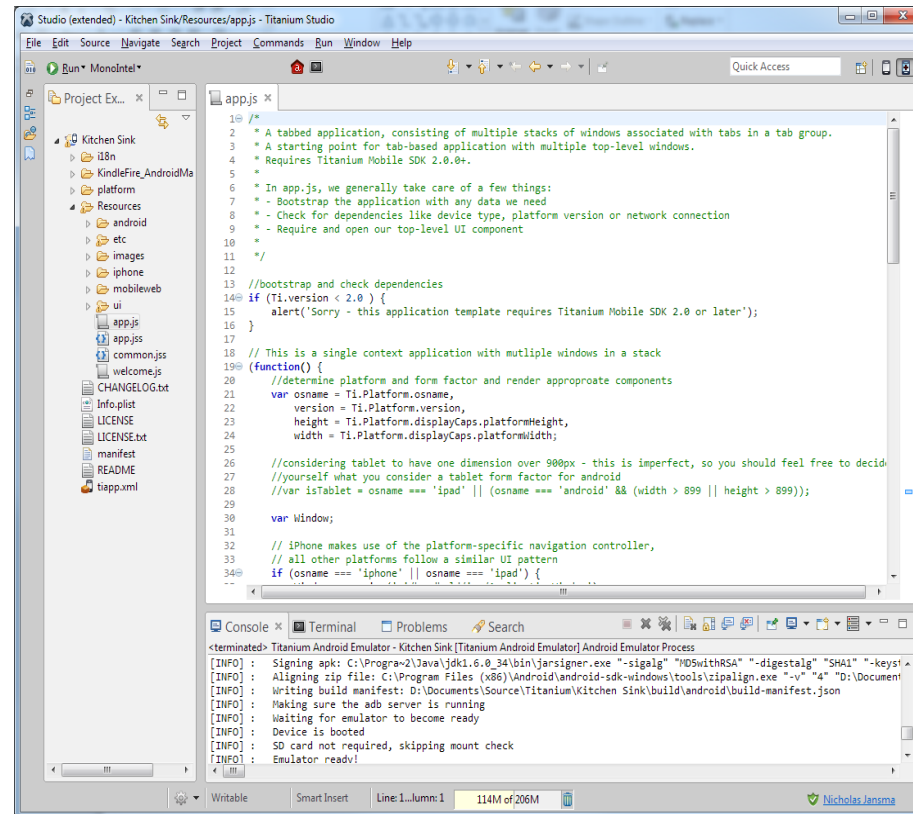 Studio (extended) - Kitchen Sink/Resources/app.js - Titanium Studio
File Edit Source Navigate Search Project Commands Run Window Help
Run MonoIntel Quick Access
Project Ex...
Kitchen Sink
i18n
KindleFire_AndroidMa
platform
Resources
android
etc
images
iphone
mobileweb
ui
app.js
app.jss
common.jss
welcome.js
CHANGELOG.txt
Info.plist
LICENSE
LICENSE.txt
manifest
README
tiapp.xml
app.js
1 /*
2 * A tabbed application, consisting of multiple stacks of windows associated with tabs in a tab group.
3 * A starting point for tab-based application with multiple top-level windows.
4 * Requires Titanium Mobile SDK 2.0.0+.
5 *
6 * In app.js, we generally take care of a few things:
7 * - Bootstrap the application with any data we need
8 * - Check for dependencies like device type, platform version or network connection
9 * - Require and open our top-level UI component
10 *
11 */
12
13 //bootstrap and check dependencies
14 if (Ti.version < 2.0 ) {
15 alert('Sorry - this application template requires Titanium Mobile SDK 2.0 or later');
16 }
17
18 // This is a single context application with mutliple windows in a stack
19 (function() {
20 //determine platform and form factor and render approproate components
21 var osname = Ti.Platform.osname,
22 version = Ti.Platform.version,
23 height = Ti.Platform.displayCaps.platformHeight,
24 width = Ti.Platform.displayCaps.platformWidth;
25
26 //considering tablet to have one dimension over 900px - this is imperfect, so you should feel free to decid
27 //yourself what you consider a tablet form factor for android
28 //var isTablet = osname === 'ipad' || (osname === 'android' && (width > 899 || height > 899));
29
30 var Window;
31
32 // iPhone makes use of the platform-specific navigation controller,
33 // all other platforms follow a similar UI pattern
34 if (osname === 'iphone' || osname === 'ipad') {
Console Terminal Problems Search
<terminated> Titanium Android Emulator - Kitchen Sink [Titanium Android Emulator] Android Emulator Process
[INFO] : Signing apk: C:\Progra~2\Java\jdk1.6.0_34\bin\jarsigner.exe "-sigalg" "MD5withRSA" "-digestalg" "SHA1" "-keyst
[INFO] : Aligning zip file: C:\Program Files (x86)\Android\android-sdk-windows\tools\zipalign.exe "-v" "4" "D:\Document
[INFO] : Writing build manifest: D:\Documents\Source\Titanium\Kitchen Sink\build\android\build-manifest.json
[INFO] : Making sure the adb server is running
[INFO] : Waiting for emulator to become ready
[INFO] : Device is booted
[INFO] : SD card not required, skipping mount check
[INFO] : Emulator ready!
Writable Smart Insert Line: 1...lumn: 1 114M of 206M Nicholas Jansma